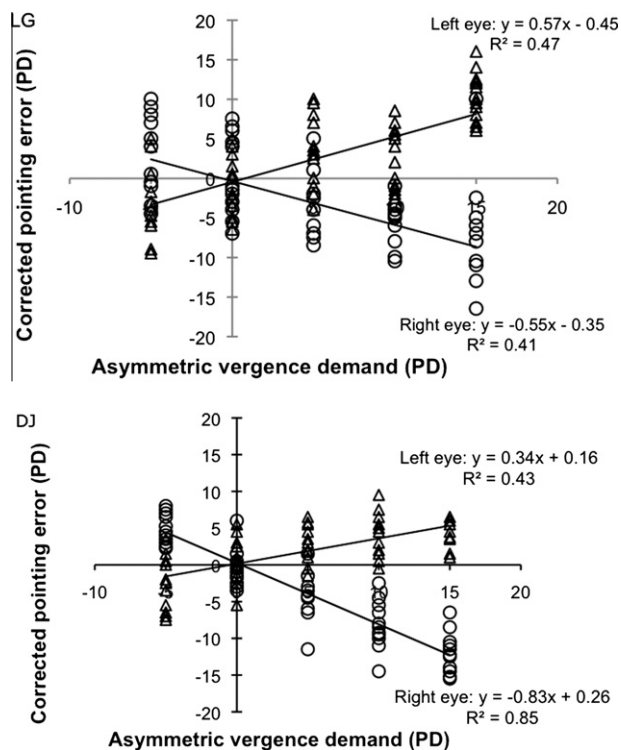 LG
Left eye: y = 0.57x - 0.45
R² = 0.47
Corrected pointing error (PD)
20
15
10
5
0
-5
-10
-15
-20
-10
15
20
Right eye: y = -0.55x - 0.35
R² = 0.41
Asymmetric vergence demand (PD)
DJ
Left eye: y = 0.34x + 0.16
R² = 0.43
Corrected pointing error (PD)
20
15
10
5
0
-5
-10
-15
-20
-10
20
15
Right eye: y = -0.83x + 0.26
R² = 0.85
Asymmetric vergence demand (PD)